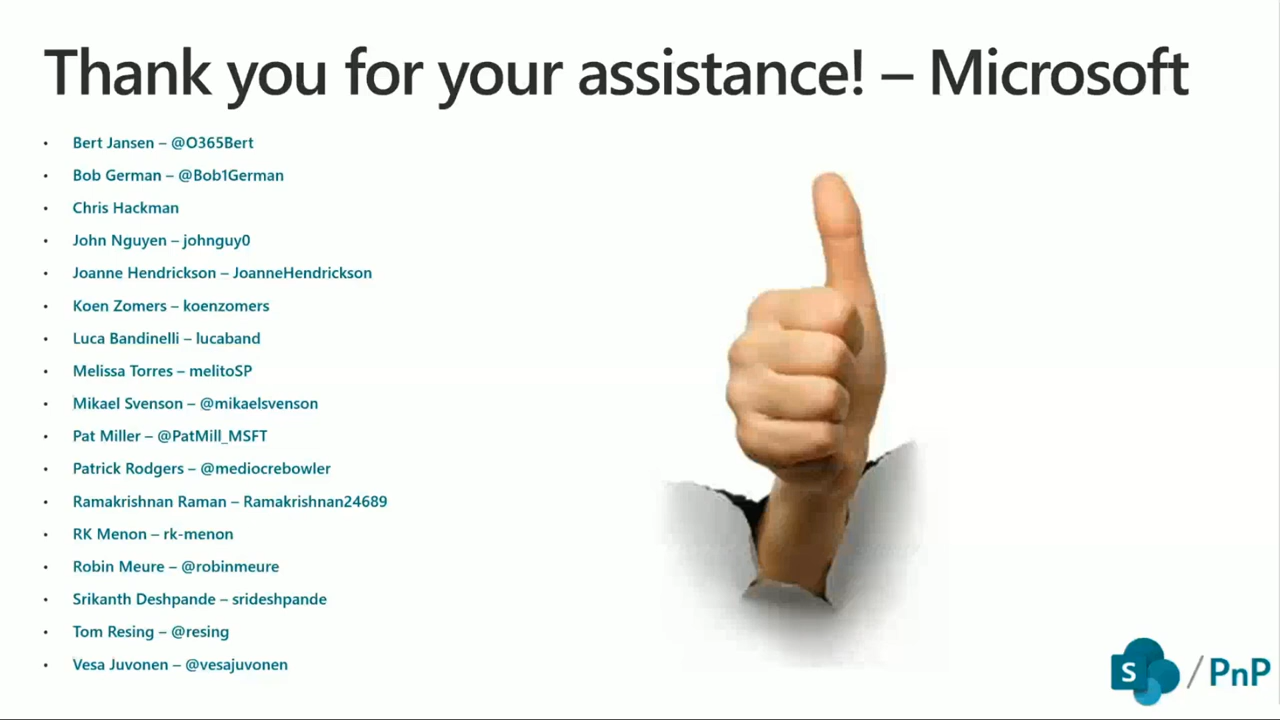 Thank you for your assistance! – Microsoft
• Bert Jansen – @O365Bert
• Bob German – @Bob1German
• Chris Hackman
• John Nguyen – johnguy0
• Joanne Hendrickson – JoanneHendrickson
• Koen Zomers – koenzomers
• Luca Bandinelli – lucaband
• Melissa Torres – melitoSP
• Mikael Svenson – @mikaelsvenson
• Pat Miller – @PatMill_MSFT
• Patrick Rodgers – @mediocrebowler
• Ramakrishnan Raman – Ramakrishnan24689
• RK Menon – rk-menon
• Robin Meure – @robinmeure
• Srikanth Deshpande – srideshpande
• Tom Resing – @resing
• Vesa Juvonen – @vesajuvonen
S / PnP